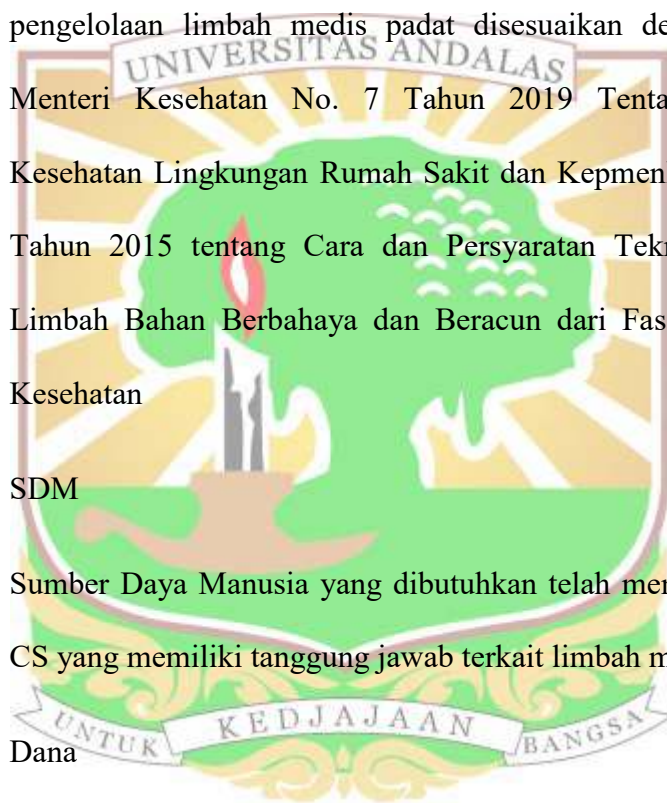 pengelolaan limbah medis padat disesuaikan de
UNIVERSITAS ANDALAS
Menteri Kesehatan No. 7 Tahun 2019 Tenta
Kesehatan Lingkungan Rumah Sakit dan Kepmen
Tahun 2015 tentang Cara dan Persyaratan Tek
Limbah Bahan Berbahaya dan Beracun dari Fas
Kesehatan
SDM
Sumber Daya Manusia yang dibutuhkan telah mer
CS yang memiliki tanggung jawab terkait limbah m
UNTUK KEDJAJAAN BANGSA
Dana